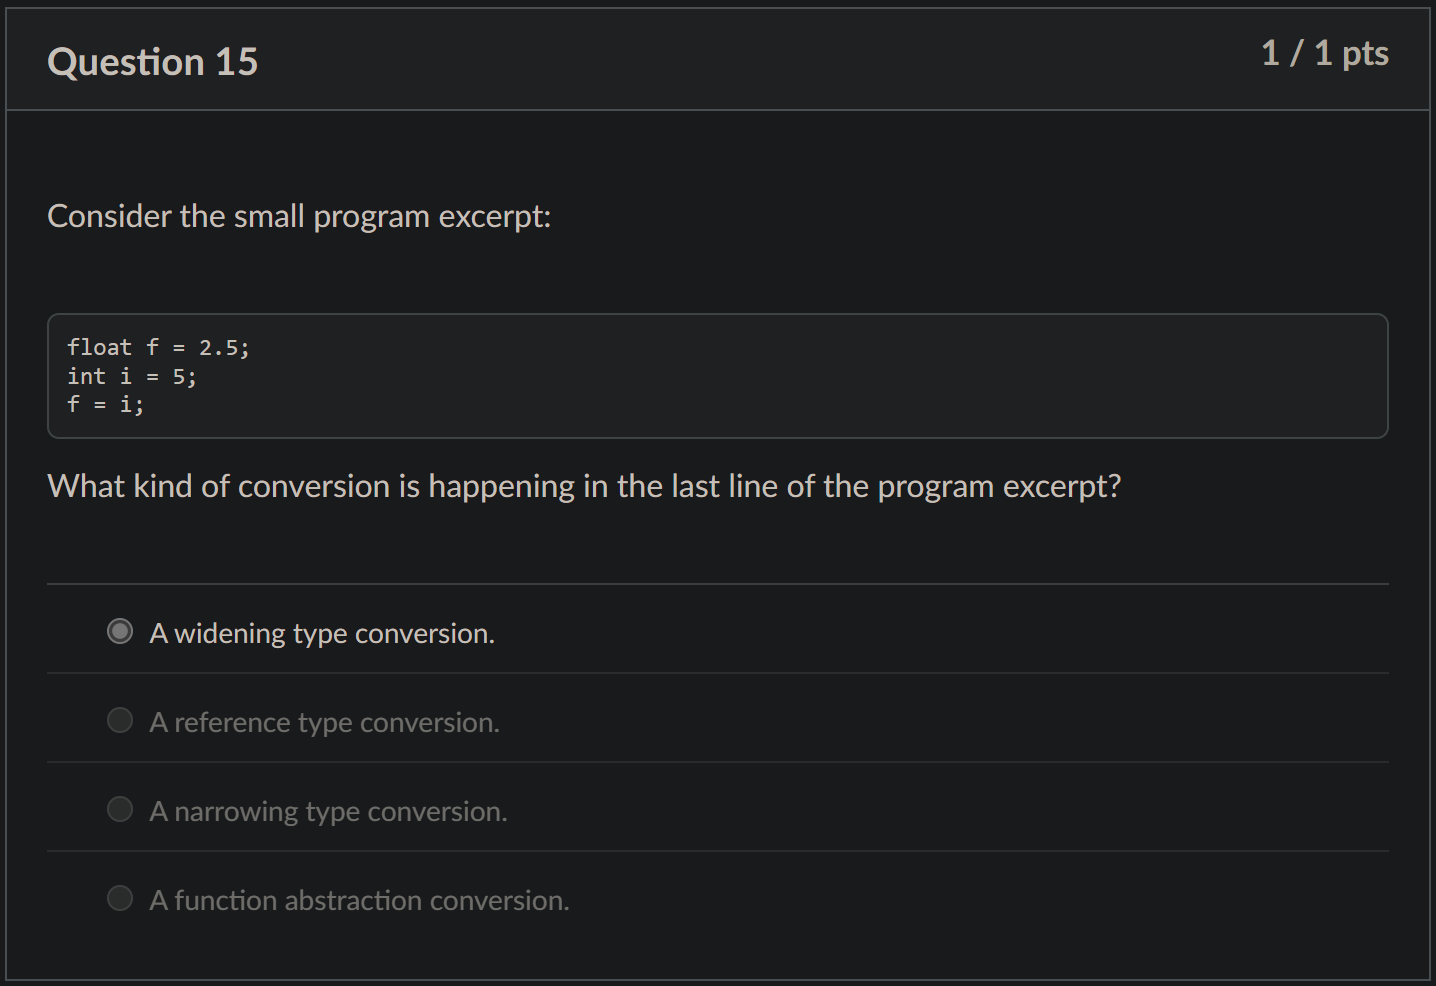 Question 15
1 / 1 pts
Consider the small program excerpt:
float f = 2.5;
int i = 5;
f = i;
What kind of conversion is happening in the last line of the program excerpt?
A widening type conversion.
A reference type conversion.
A narrowing type conversion.
A function abstraction conversion.